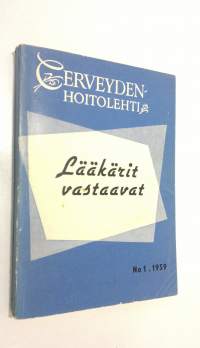 TERVEYDEN-
HOITOLEHTI
Lääkärit
vastaavat
No 1. 1959